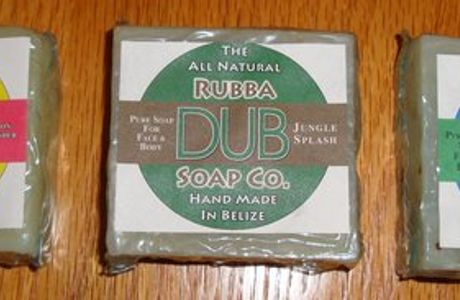 The
All Natural
Rubba
Pure Soap
For
Face &
Body
DUB
Jungle
Splash
Soap Co.
Hand Made
In Belize